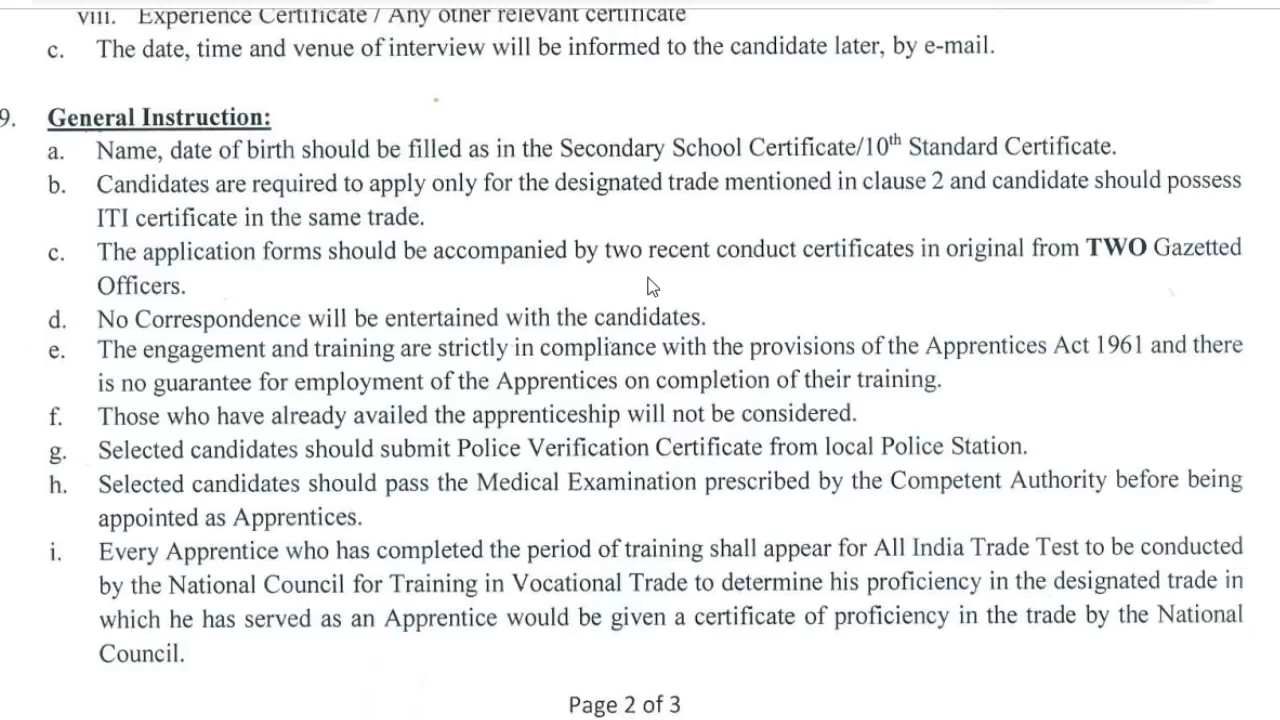 viii. Experience Certificate / Any other relevant certificate
c. The date, time and venue of interview will be informed to the candidate later, by e-mail.
9. General Instruction:
a. Name, date of birth should be filled as in the Secondary School Certificate/10th Standard Certificate.
b. Candidates are required to apply only for the designated trade mentioned in clause 2 and candidate should possess
ITI certificate in the same trade.
c. The application forms should be accompanied by two recent conduct certificates in original from TWO Gazetted
Officers.
d. No Correspondence will be entertained with the candidates.
e. The engagement and training are strictly in compliance with the provisions of the Apprentices Act 1961 and there
is no guarantee for employment of the Apprentices on completion of their training.
f. Those who have already availed the apprenticeship will not be considered.
g. Selected candidates should submit Police Verification Certificate from local Police Station.
h. Selected candidates should pass the Medical Examination prescribed by the Competent Authority before being
appointed as Apprentices.
i. Every Apprentice who has completed the period of training shall appear for All India Trade Test to be conducted
by the National Council for Training in Vocational Trade to determine his proficiency in the designated trade in
which he has served as an Apprentice would be given a certificate of proficiency in the trade by the National
Council.
Page 2 of 3